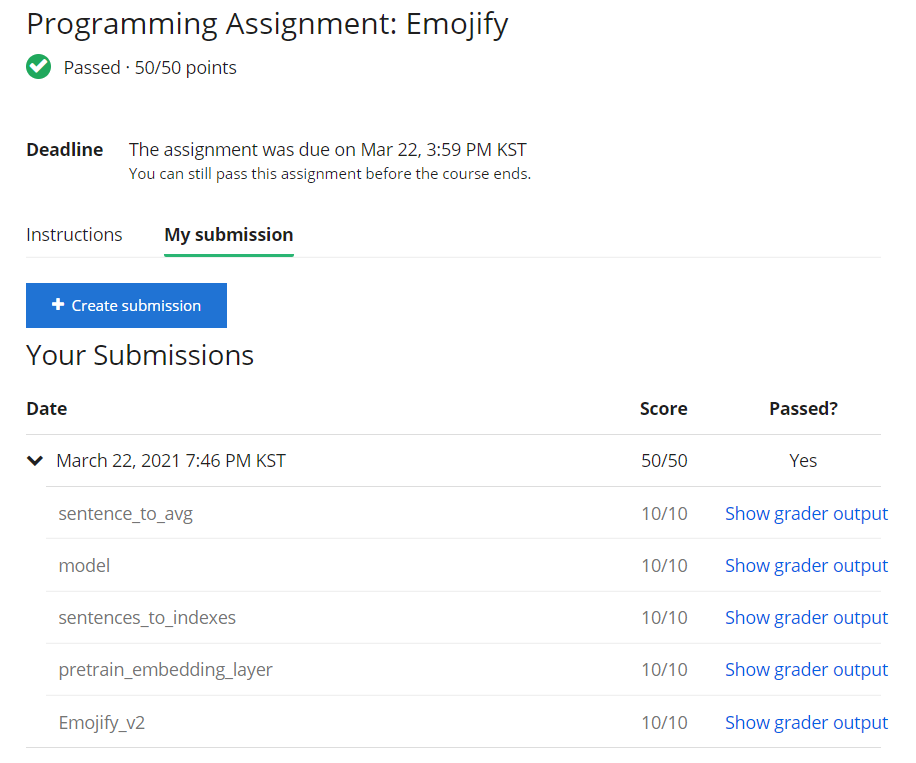 Programming Assignment: Emojify
Passed · 50/50 points
Deadline The assignment was due on Mar 22, 3:59 PM KST
You can still pass this assignment before the course ends.
Instructions My submission
+ Create submission
Your Submissions
Date Score Passed?
March 22, 2021 7:46 PM KST 50/50 Yes
sentence_to_avg 10/10 Show grader output
model 10/10 Show grader output
sentences_to_indexes 10/10 Show grader output
pretrain_embedding_layer 10/10 Show grader output
Emojify_v2 10/10 Show grader output